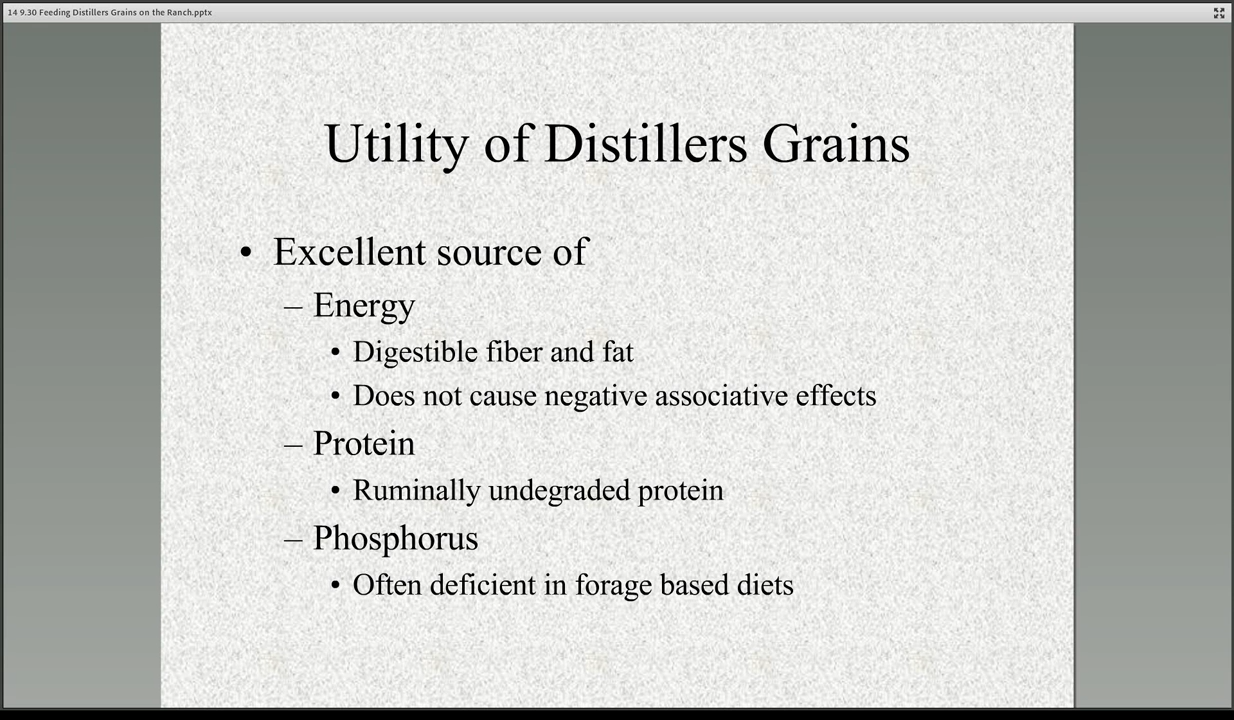 14 9.30 Feeding Distillers Grains on the Ranch.pptx
Utility of Distillers Grains
• Excellent source of
– Energy
• Digestible fiber and fat
• Does not cause negative associative effects
– Protein
• Ruminally undegraded protein
– Phosphorus
• Often deficient in forage based diets